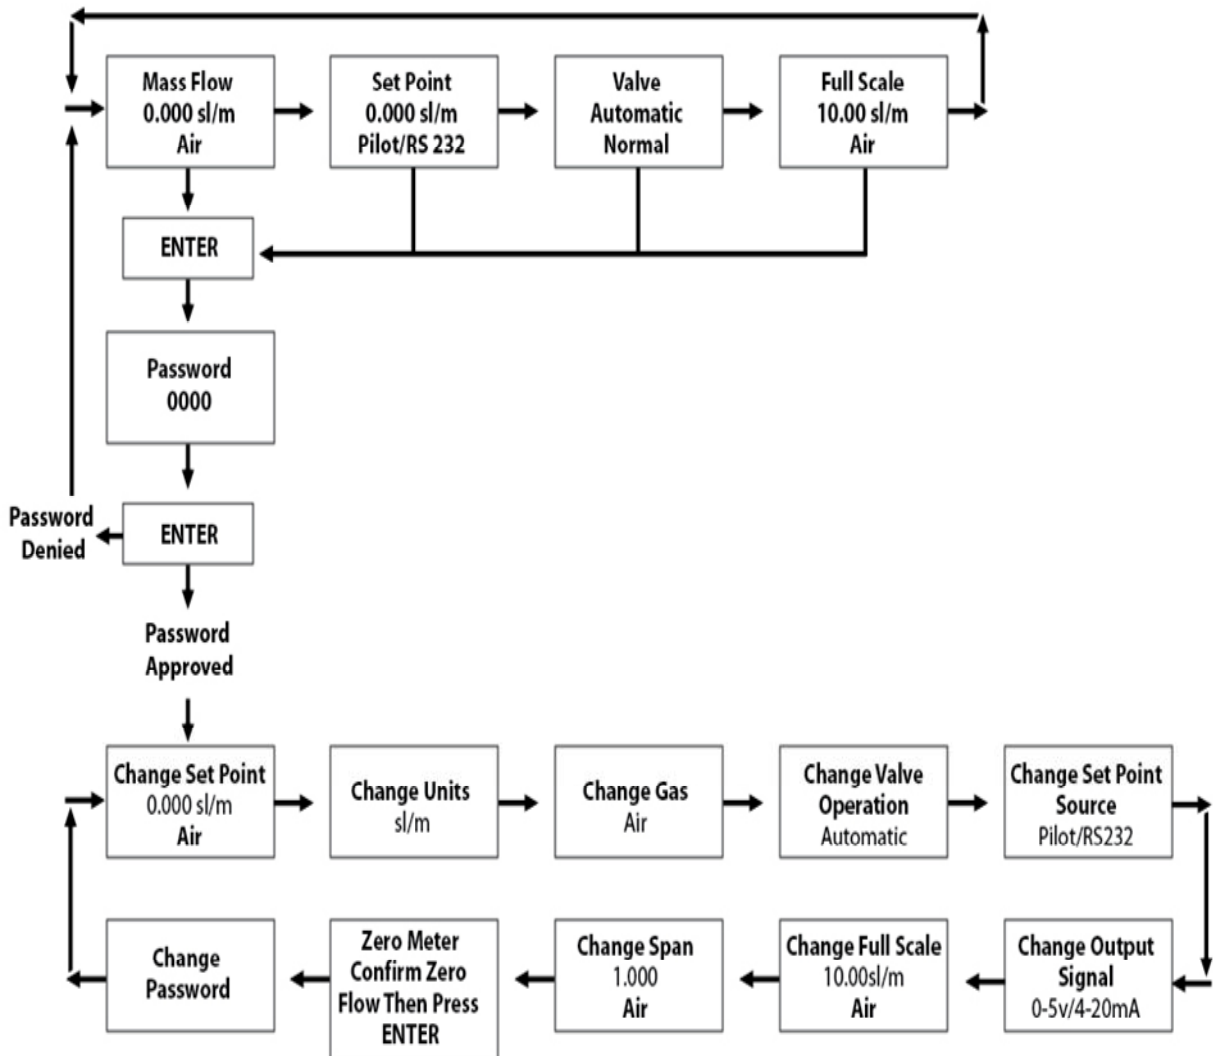 Mass Flow
0.000 sl/m
Air
Set Point
0.000 sl/m
Pilot/RS 232
Valve
Automatic
Normal
Full Scale
10.00 sl/m
Air
ENTER
Password
0000
Password
Denied
ENTER
Password
Approved
Change Set Point
0.000 sl/m
Air
Change Units
sl/m
Change Gas
Air
Change Valve
Operation
Automatic
Change Set Point
Source
Pilot/RS232
Change Output
Signal
0-5v/4-20mA
Change Full Scale
10.00sl/m
Air
Change Span
1.000
Air
Zero Meter
Confirm Zero
Flow Then Press
ENTER
Change
Password